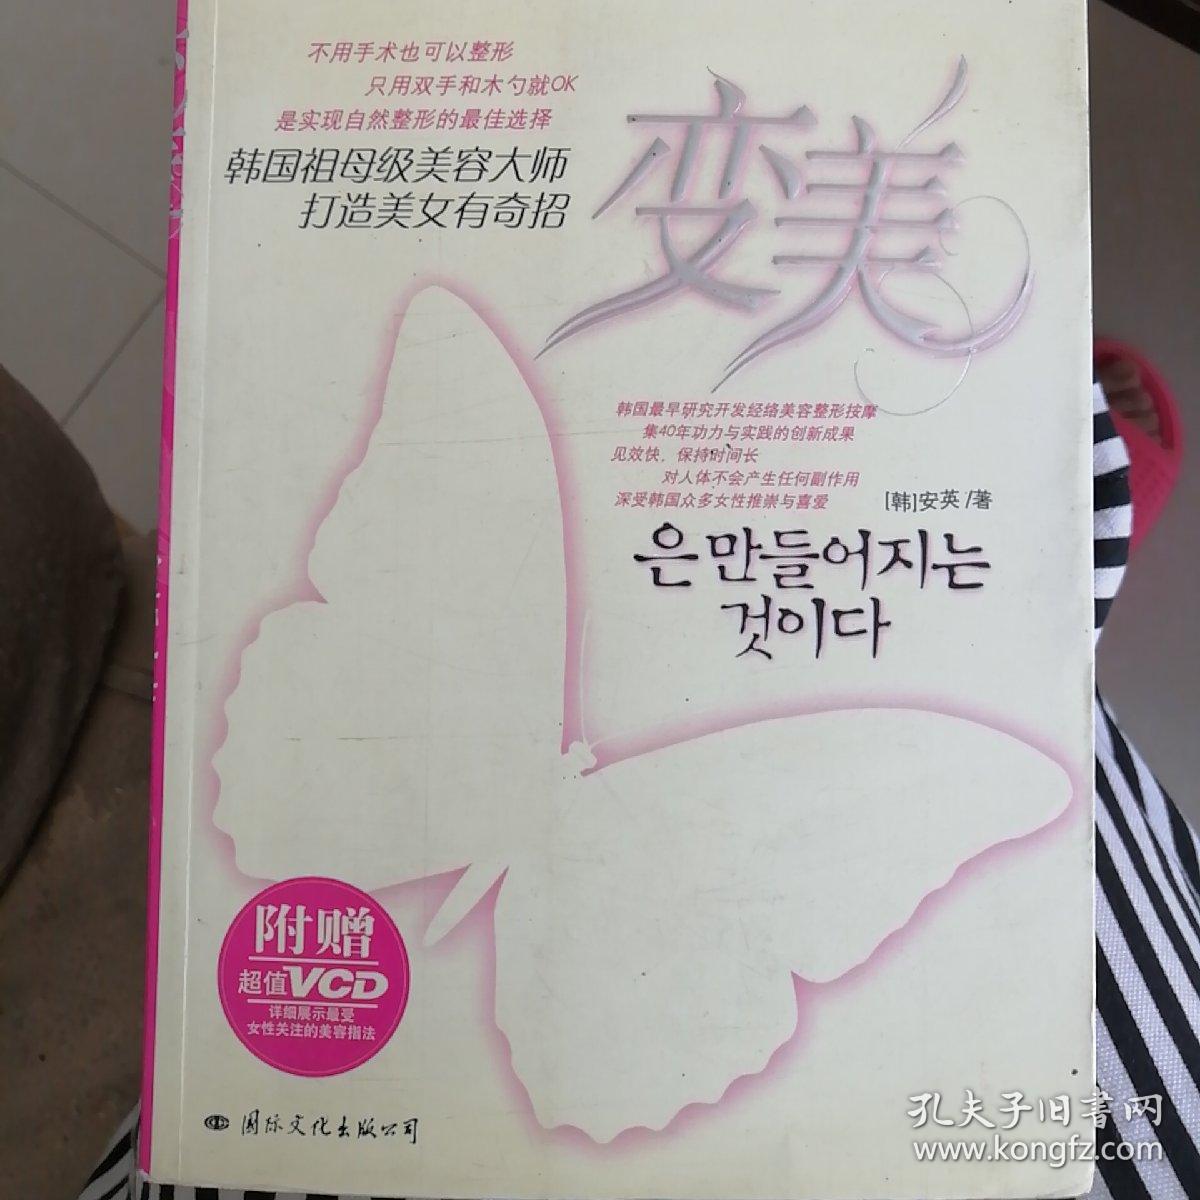 不用手术也可以整形
只用双手和木勺就OK
是实现自然整形的最佳选择
韩国祖母级美容大师
打造美女有奇招
变美
韩国最早研究开发经络美容整形按摩
集40年功力与实践的创新成果
见效快，保持时间长
对人体不会产生任何副作用
深受韩国众多女性推崇与喜爱
[韩]安英/著
은만들어지는
것이다
附赠
超值VCD
详细展示最受
女性关注的美容指法
国际文化出版公司
孔夫子旧书网
www.kongfz.com